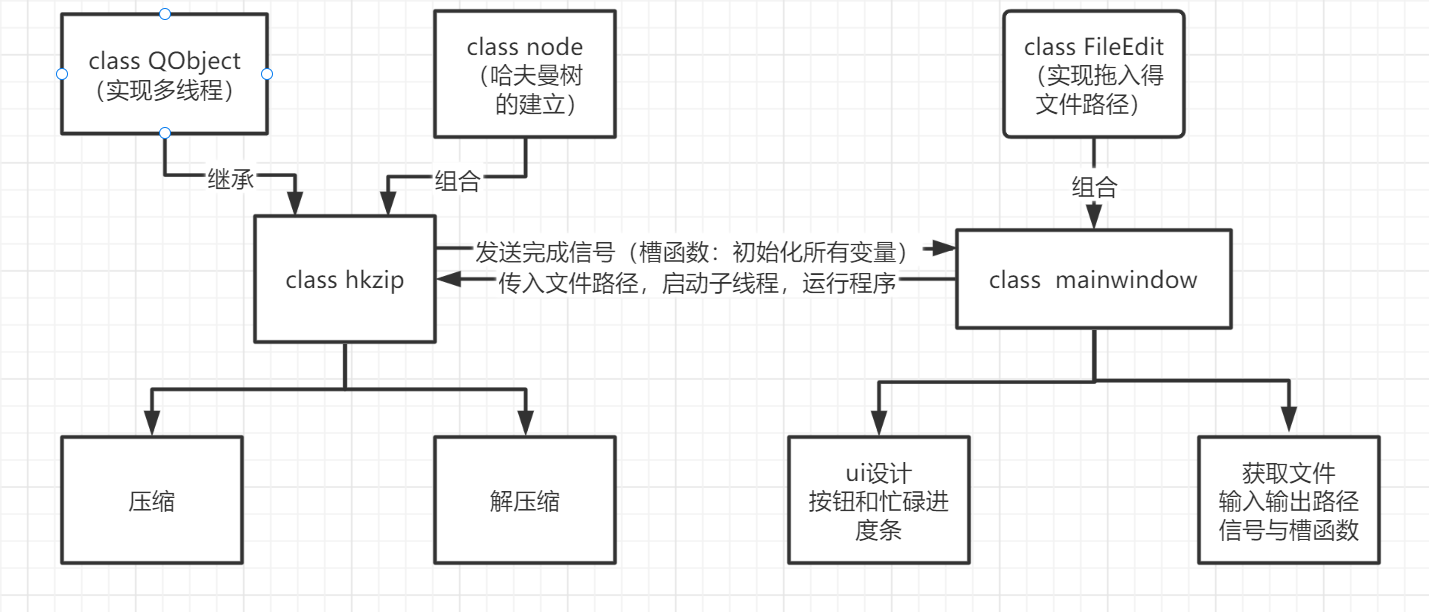 class QObject
（实现多线程）
class node
（哈夫曼树
的建立）
class FileEdit
（实现拖入得
文件路径）
继承
组合
组合
class hkzip
发送完成信号（槽函数：初始化所有变量）
传入文件路径，启动子线程，运行程序
class mainwindow
压缩
解压缩
ui设计
按钮和忙碌进
度条
获取文件
输入输出路径
信号与槽函数